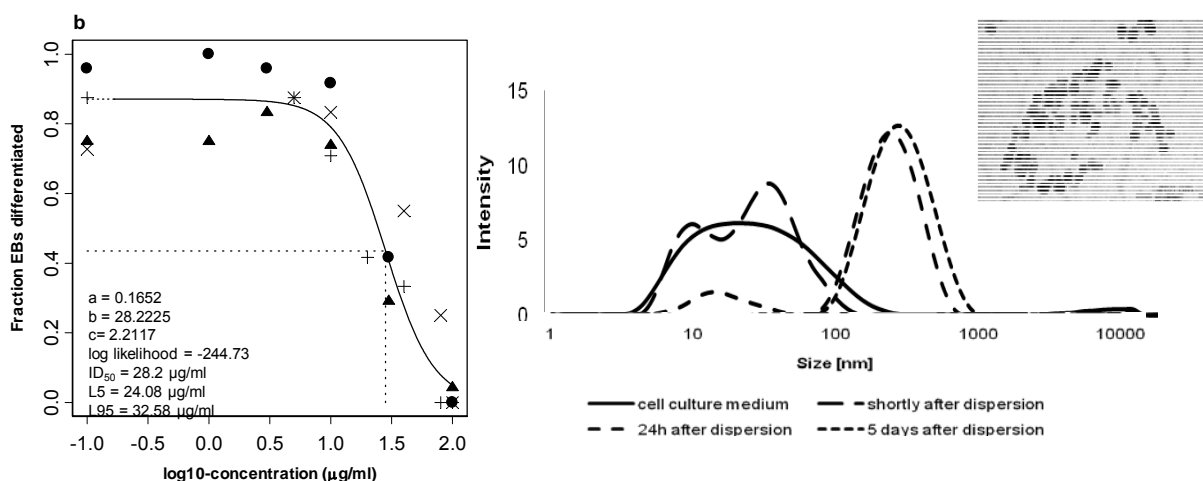 b
Fraction EBs differentiated
1.0
0.8
0.6
0.4
0.2
0.0
a = 0.1652
b = 28.2225
c= 2.2117
log likelihood = -244.73
ID50 = 28.2 µg/ml
L5 = 24.08 µg/ml
L95 = 32.58 µg/ml
-1.0 -0.5 0.0 0.5 1.0 1.5 2.0
log10-concentration (µg/ml)
Intensity
15
10
5
0
1 10 100 1000 10000
Size [nm]
cell culture medium shortly after dispersion
24h after dispersion 5 days after dispersion